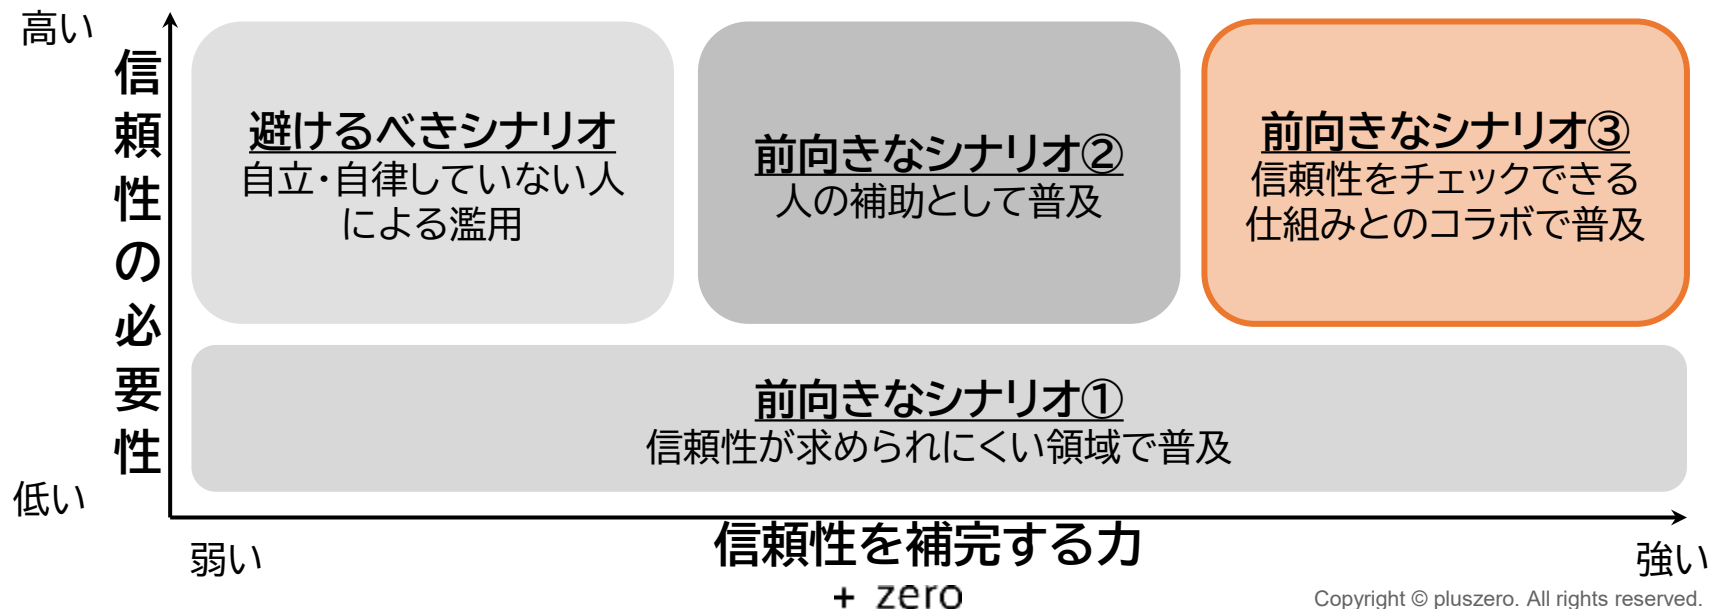 高い
信頼性の必要性
低い
避けるべきシナリオ
自立・自律していない人
による濫用
前向きなシナリオ②
人の補助として普及
前向きなシナリオ③
信頼性をチェックできる
仕組みとのコラボで普及
前向きなシナリオ①
信頼性が求められにくい領域で普及
弱い
信頼性を補完する力
強い
+ zero
Copyright © pluszero. All rights reserved.